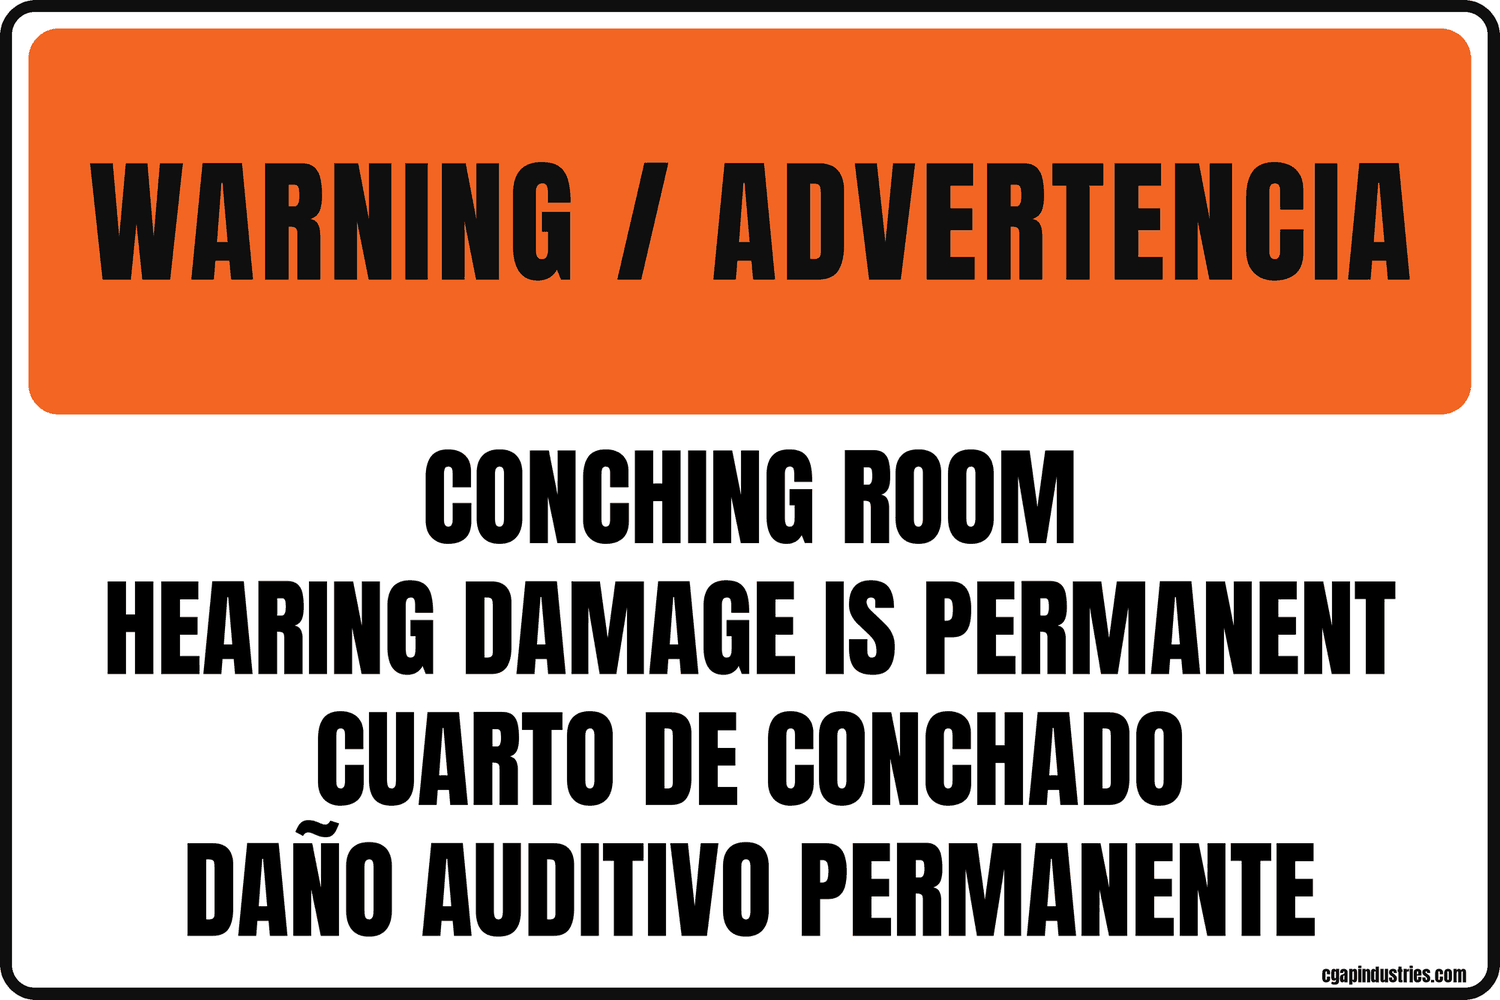 WARNING / ADVERTENCIA
CONCHING ROOM
HEARING DAMAGE IS PERMANENT
CUARTO DE CONCHADO
DAÑO AUDITIVO PERMANENTE
cgapindustries.com